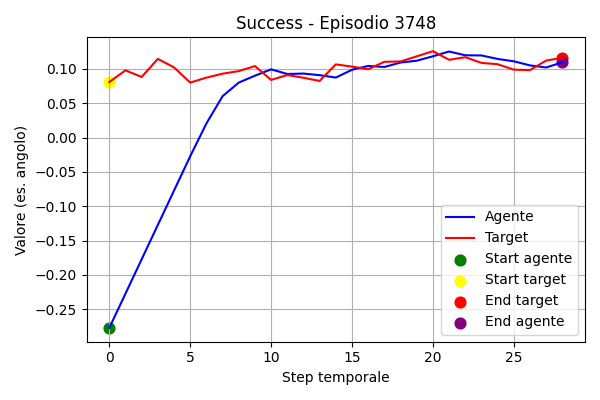 Success - Episodio 3748
Valore (es. angolo)
0.10
0.05
0.00
−0.05
−0.10
−0.15
−0.20
−0.25
0 5 10 15 20 25
Step temporale
Agente
Target
Start agente
Start target
End target
End agente